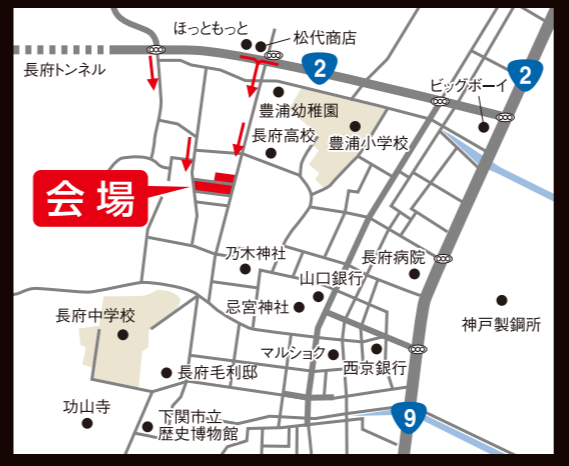 ほっともっと
松代商店
長府トンネル
2
2
ビッグボーイ
豊浦幼稚園
長府高校
豊浦小学校
会場
乃木神社
長府病院
山口銀行
忌宮神社
神戸製鋼所
長府中学校
マルショク
西京銀行
長府毛利邸
功山寺
下関市立
歴史博物館
9